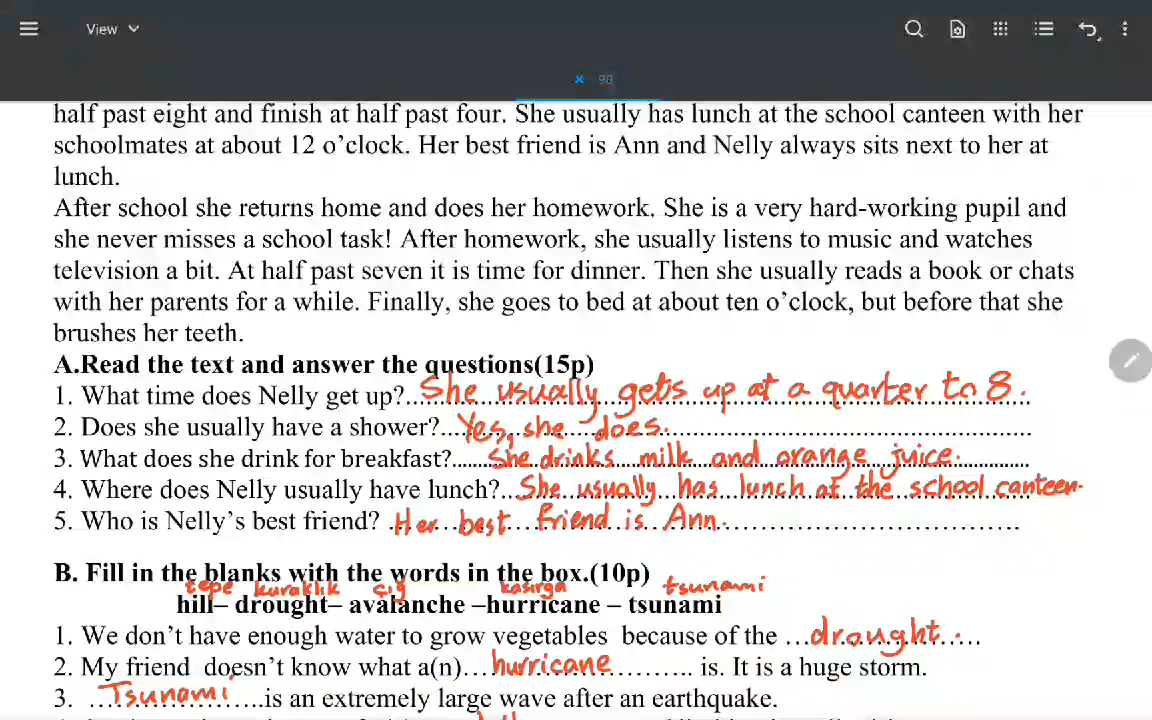 View
× 90
half past eight and finish at half past four. She usually has lunch at the school canteen with her
schoolmates at about 12 o’clock. Her best friend is Ann and Nelly always sits next to her at
lunch.
After school she returns home and does her homework. She is a very hard-working pupil and
she never misses a school task! After homework, she usually listens to music and watches
television a bit. At half past seven it is time for dinner. Then she usually reads a book or chats
with her parents for a while. Finally, she goes to bed at about ten o’clock, but before that she
brushes her teeth.
A.Read the text and answer the questions(15p)
1. What time does Nelly get up? She usually gets up at a quarter to 8.
2. Does she usually have a shower? Yes, she does.
3. What does she drink for breakfast? She drinks milk and orange juice.
4. Where does Nelly usually have lunch? She usually has lunch at the school canteen.
5. Who is Nelly’s best friend? Her best friend is Ann.
B. Fill in the blanks with the words in the box.(10p)
tepe kuraklık çığ kasırga tsunami
hill– drought– avalanche –hurricane – tsunami
1. We don’t have enough water to grow vegetables because of the drought.
2. My friend doesn’t know what a(n) hurricane is. It is a huge storm.
3. Tsunami is an extremely large wave after an earthquake.